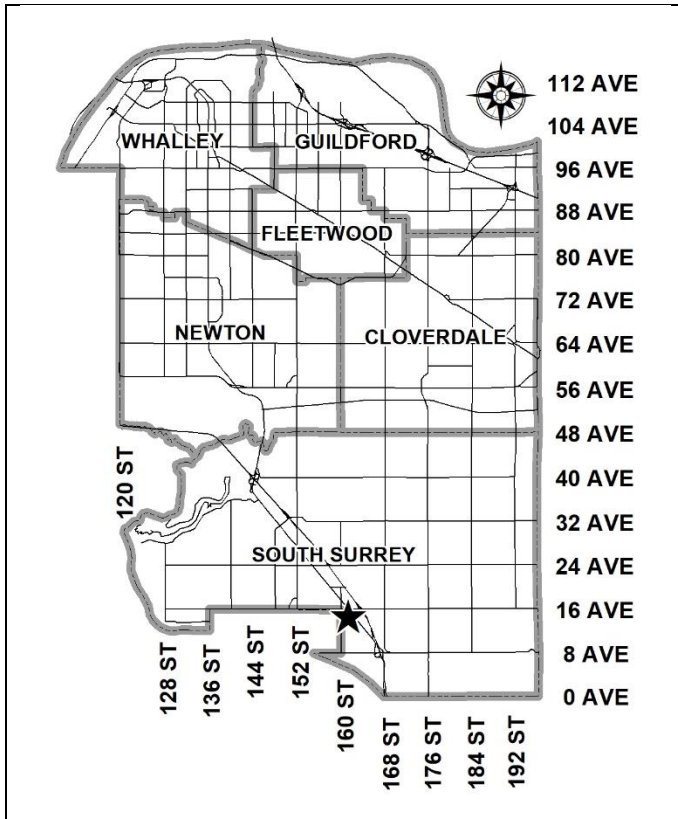 112 AVE
104 AVE
WHALLEY
GUILDFORD
96 AVE
88 AVE
FLEETWOOD
80 AVE
72 AVE
NEWTON
CLOVERDALE
64 AVE
56 AVE
48 AVE
120 ST
40 AVE
32 AVE
SOUTH SURREY
24 AVE
16 AVE
8 AVE
0 AVE
128 ST
136 ST
144 ST
152 ST
160 ST
168 ST
176 ST
184 ST
192 ST